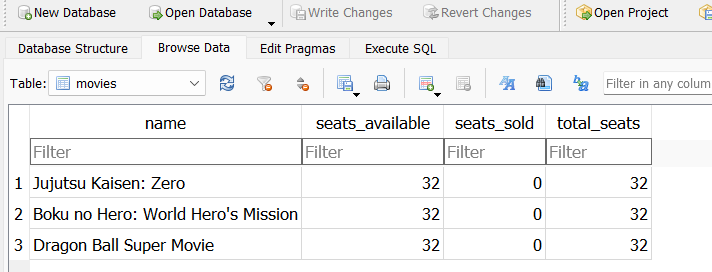 New Database Open Database Write Changes Revert Changes Open Project
Database Structure Browse Data Edit Pragmas Execute SQL
Table: movies Filter in any colum
name seats_available seats_sold total_seats
Filter Filter Filter Filter
1 Jujutsu Kaisen: Zero 32 0 32
2 Boku no Hero: World Hero's Mission 32 0 32
3 Dragon Ball Super Movie 32 0 32